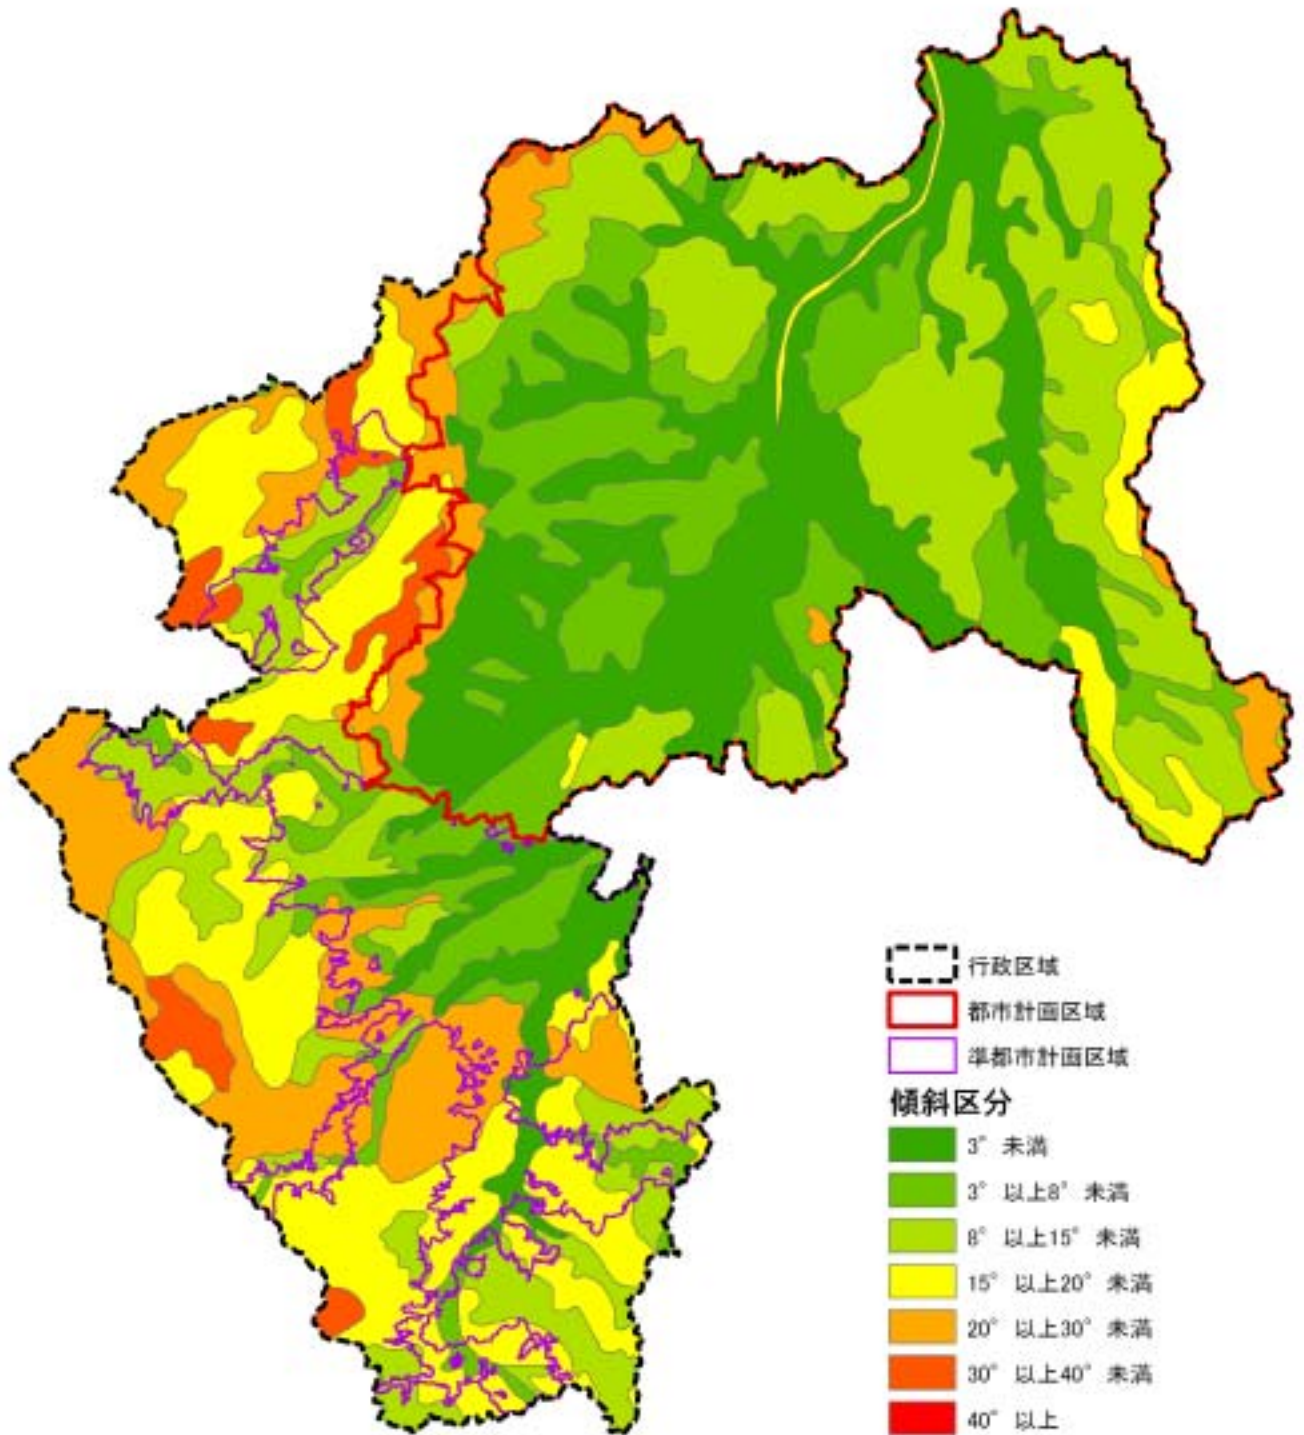 行政区域
都市計画区域
準都市計画区域
傾斜区分
3° 未満
3° 以上8° 未満
8° 以上15° 未満
15° 以上20° 未満
20° 以上30° 未満
30° 以上40° 未満
40° 以上